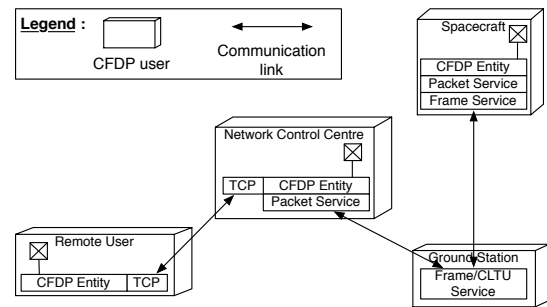 Legend :
CFDP user
Communication
link
Spacecraft
CFDP Entity
Packet Service
Frame Service
Network Control Centre
TCP CFDP Entity
Packet Service
Remote User
CFDP Entity TCP
Ground Station
Frame/CLTU
Service